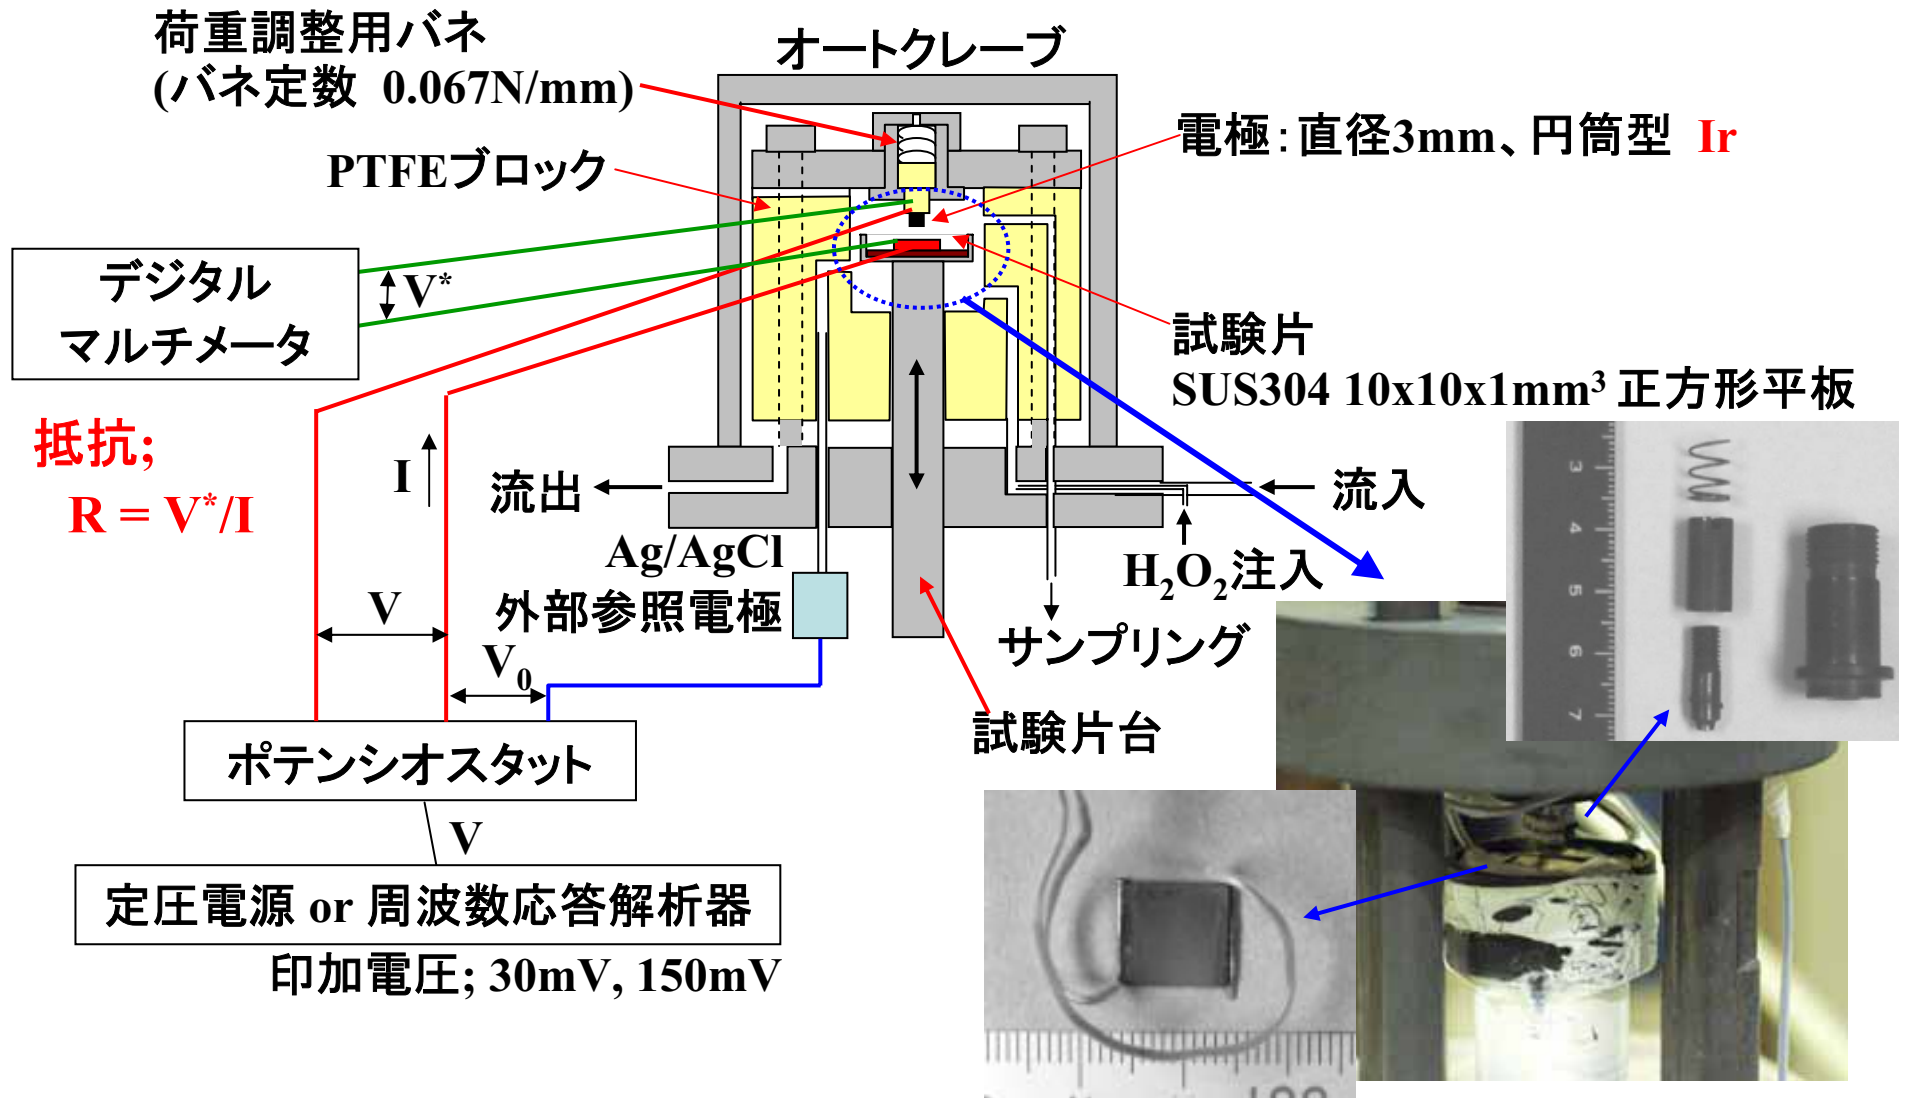 荷重調整用バネ
(バネ定数 0.067N/mm)
オートクレーブ
電極:直径3mm、円筒型 Ir
PTFEブロック
デジタル
マルチメータ
V*
試験片
SUS304 10x10x1mm³ 正方形平板
抵抗;
R = V*/I
I
流出
流入
Ag/AgCl
外部参照電極
H₂O₂注入
サンプリング
V
V₀
試験片台
ポテンシオスタット
V
定圧電源 or 周波数応答解析器
印加電圧; 30mV, 150mV
3
4
5
6
7